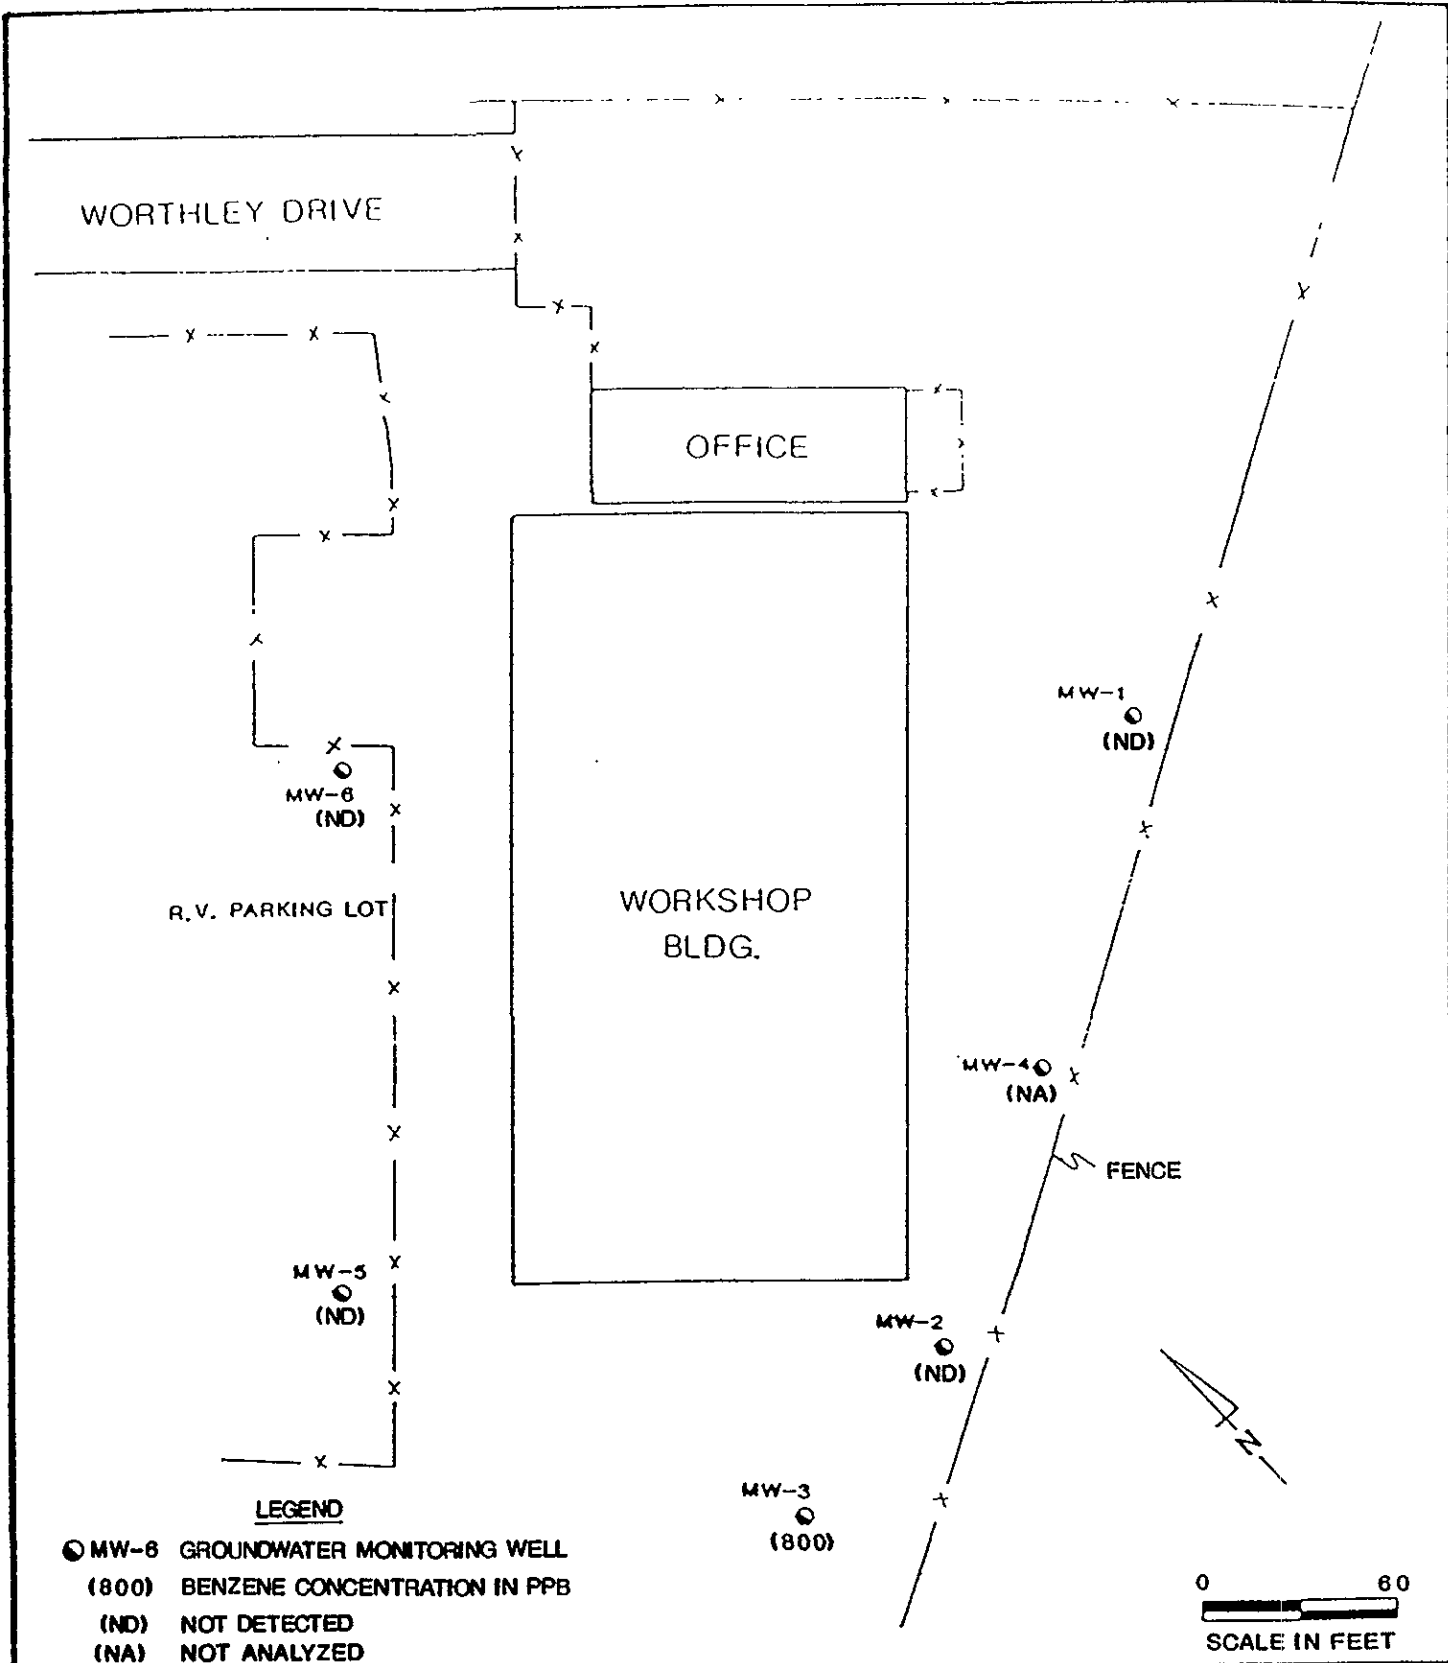 WORTHLEY DRIVE
OFFICE
MW-1
(ND)
MW-6
(ND)
R.V. PARKING LOT
WORKSHOP
BLDG.
MW-4
(NA)
FENCE
MW-5
(ND)
MW-2
(ND)
N
MW-3
(800)
LEGEND
MW-6 GROUNDWATER MONITORING WELL
(800) BENZENE CONCENTRATION IN PPB
(ND) NOT DETECTED
(NA) NOT ANALYZED
0 60
SCALE IN FEET